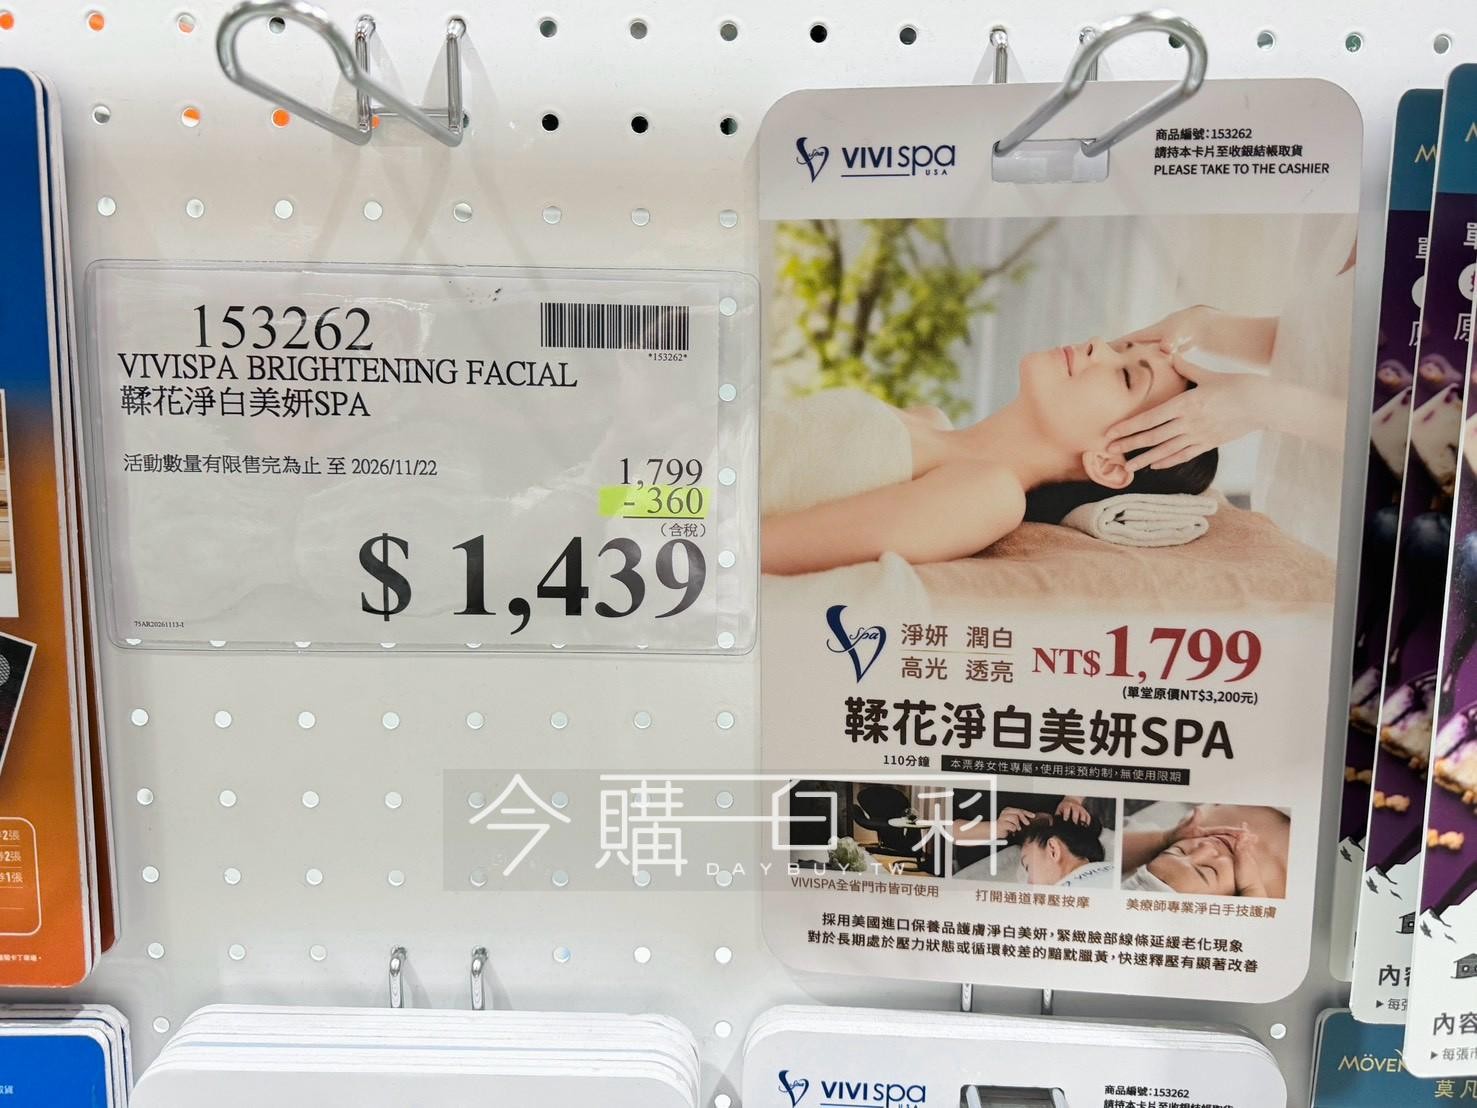 153262
*153262*
VIVISPA BRIGHTENING FACIAL
鞣花淨白美妍SPA
活動數量有限售完為止 至 2026/11/22
1,799
- 360
(含稅)
$ 1,439
75AR20261113-1
Spa
VIVI spa
USA
商品編號:153262
請持本卡片至收銀結帳取貨
PLEASE TAKE TO THE CASHIER
Spa
淨妍 潤白
高光 透亮
NT$1,799
(單堂原價NT$3,200元)
鞣花淨白美妍SPA
110分鐘 本票券女性專屬,使用採預約制,無使用限期
今購百科
DAYBUY.TW
VIVISPA全省門市皆可使用
打開通道釋壓按摩
美療師專業淨白手技護膚
採用美國進口保養品護膚淨白美妍,緊緻臉部線條延緩老化現象
對於長期處於壓力狀態或循環較差的黯黕臘黃,快速釋壓有顯著改善
VIVI spa
商品編號:153262
2張
2張
1張
內容
▶每張
MÖVEN
莫凡